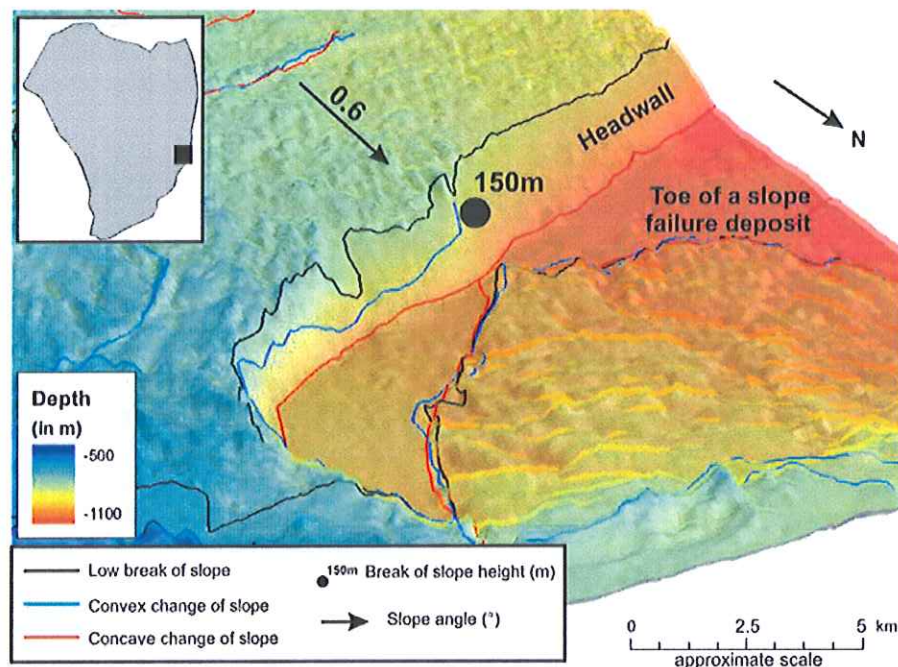 0.6
Headwall
N
150m
Toe of a slope
failure deposit
Depth
(In m)
-500
-1100
Low break of slope
Convex change of slope
Concave change of slope
150m Break of slope height (m)
Slope angle (°)
0 2.5 5 km
approximate scale